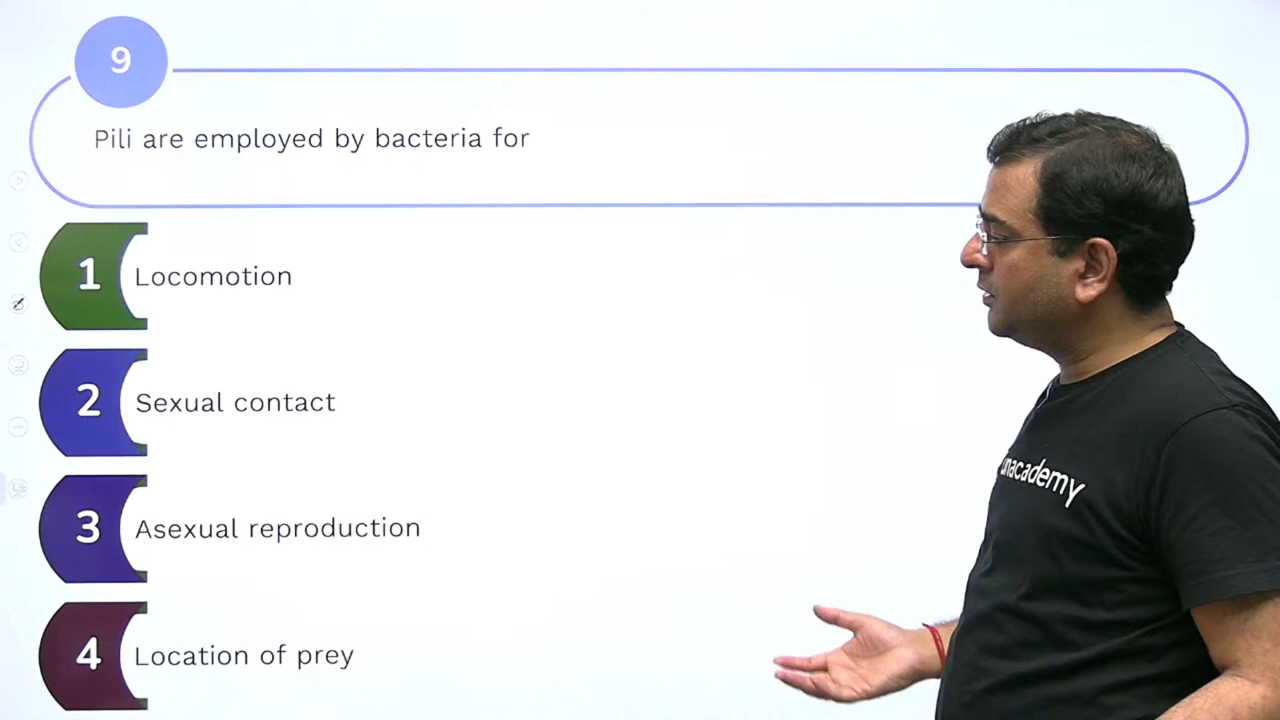 9
Pili are employed by bacteria for
1 Locomotion
2 Sexual contact
3 Asexual reproduction
4 Location of prey
unacademy